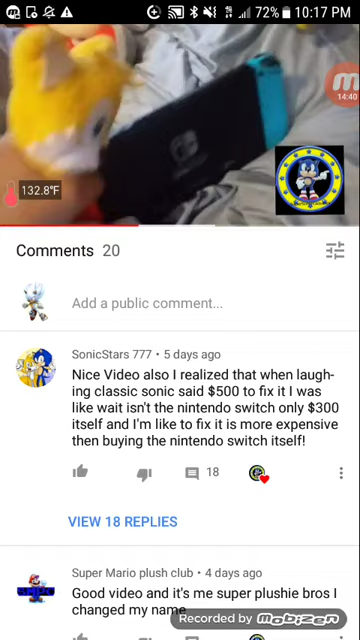 72% 10:17 PM
14:40
132.8°F
Comments 20
Add a public comment...
SonicStars 777 • 5 days ago
Nice Video also I realized that when laugh-
ing classic sonic said $500 to fix it I was
like wait isn't the nintendo switch only $300
itself and I'm like to fix it is more expensive
then buying the nintendo switch itself!
18
VIEW 18 REPLIES
Super Mario plush club • 4 days ago
Good video and it's me super plushie bros I
changed my name
Recorded by Mobizen